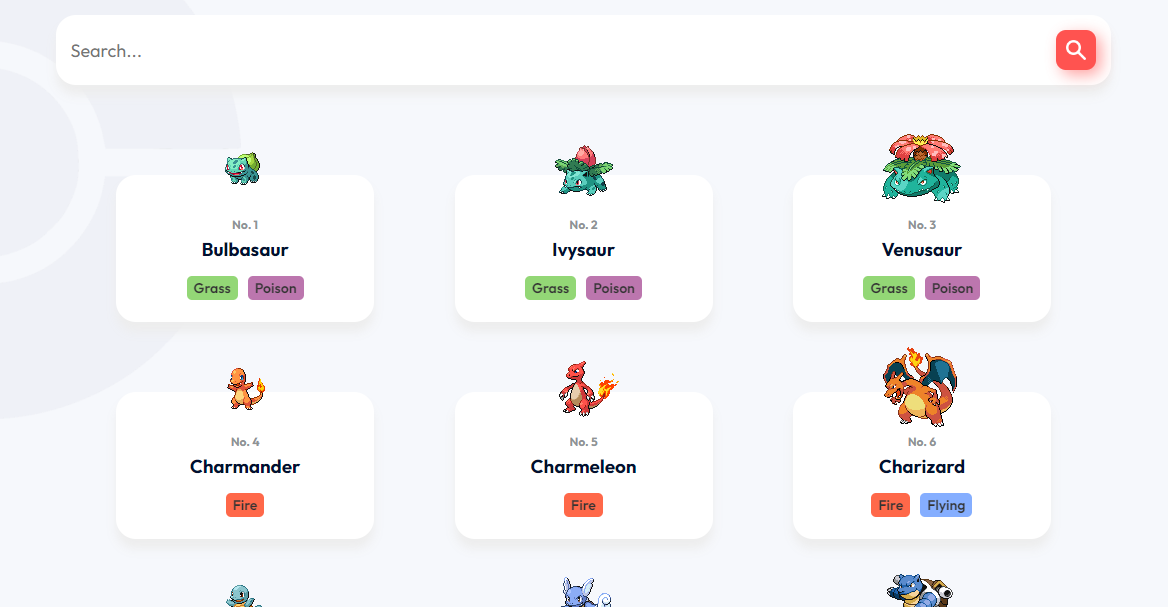 Search...
No. 1
Bulbasaur
Grass Poison
No. 2
Ivysaur
Grass Poison
No. 3
Venusaur
Grass Poison
No. 4
Charmander
Fire
No. 5
Charmeleon
Fire
No. 6
Charizard
Fire Flying